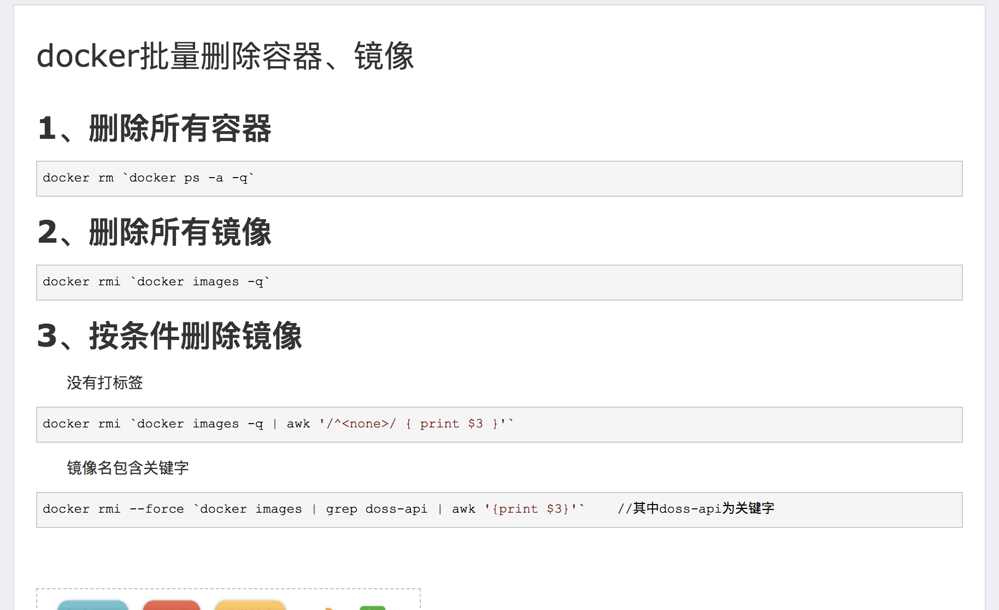 docker批量删除容器、镜像
1、删除所有容器
docker rm `docker ps -a -q`
2、删除所有镜像
docker rmi `docker images -q`
3、按条件删除镜像
没有打标签
docker rmi `docker images -q | awk '/^<none>/ { print $3 }'`
镜像名包含关键字
docker rmi --force `docker images | grep doss-api | awk '{print $3}'`    //其中doss-api为关键字